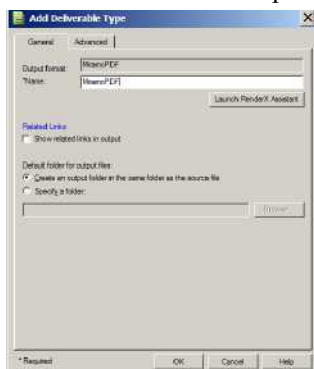 Add Deliverable Type
General Advanced
Output format: MicenoPDF
*Name: MicenoPDF
Launch RenderX Assistant
Related Links
Show related links in output
Default folder for output files:
Create an output folder in the same folder as the source file
Specify a folder:
Browse...
* Required OK Cancel Help